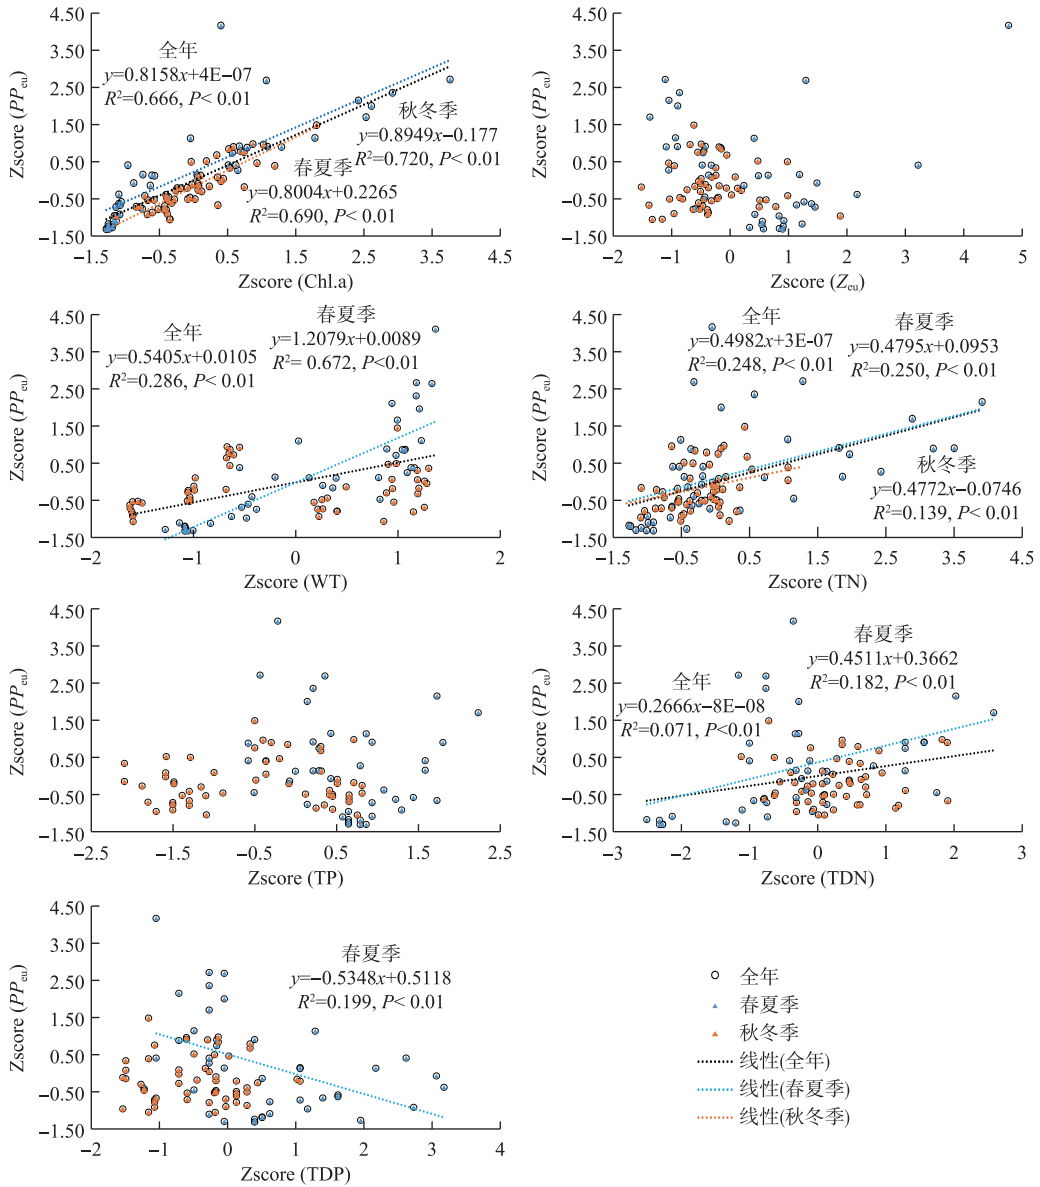 4.50
3.50
2.50
1.50
0.50
−0.50
−1.50
Zscore (PPeu)
全年
y=0.8158x+4E-07
R²=0.666, P< 0.01
秋冬季
y=0.8949x−0.177
R²=0.720, P< 0.01
春夏季
y=0.8004x+0.2265
R²=0.690, P< 0.01
−1.5 −0.5 0.5 1.5 2.5 3.5 4.5
Zscore (Chl.a)
4.50
3.50
2.50
1.50
0.50
−0.50
−1.50
Zscore (PPeu)
−2 −1 0 1 2 3 4 5
Zscore (Zeu)
4.50
3.50
2.50
1.50
0.50
−0.50
−1.50
Zscore (PPeu)
全年
y=0.5405x+0.0105
R²=0.286, P< 0.01
春夏季
y=1.2079x+0.0089
R²= 0.672, P<0.01
−2 −1 0 1 2
Zscore (WT)
4.50
3.50
2.50
1.50
0.50
−0.50
−1.50
Zscore (PPeu)
全年
y=0.4982x+3E-07
R²=0.248, P< 0.01
春夏季
y=0.4795x+0.0953
R²=0.250, P< 0.01
秋冬季
y=0.4772x−0.0746
R²=0.139, P< 0.01
−1.5 −0.5 0.5 1.5 2.5 3.5 4.5
Zscore (TN)
4.50
3.50
2.50
1.50
0.50
−0.50
−1.50
Zscore (PPeu)
−2.5 −1.5 −0.5 0.5 1.5 2.5
Zscore (TP)
4.50
3.50
2.50
1.50
0.50
−0.50
−1.50
Zscore (PPeu)
春夏季
y=0.4511x+0.3662
R²=0.182, P< 0.01
全年
y=0.2666x−8E−08
R²=0.071, P<0.01
−3 −2 −1 0 1 2 3
Zscore (TDN)
4.50
3.50
2.50
1.50
0.50
−0.50
−1.50
Zscore (PPeu)
春夏季
y=−0.5348x+0.5118
R²=0.199, P< 0.01
−2 −1 0 1 2 3 4
Zscore (TDP)
全年
春夏季
秋冬季
线性(全年)
线性(春夏季)
线性(秋冬季)